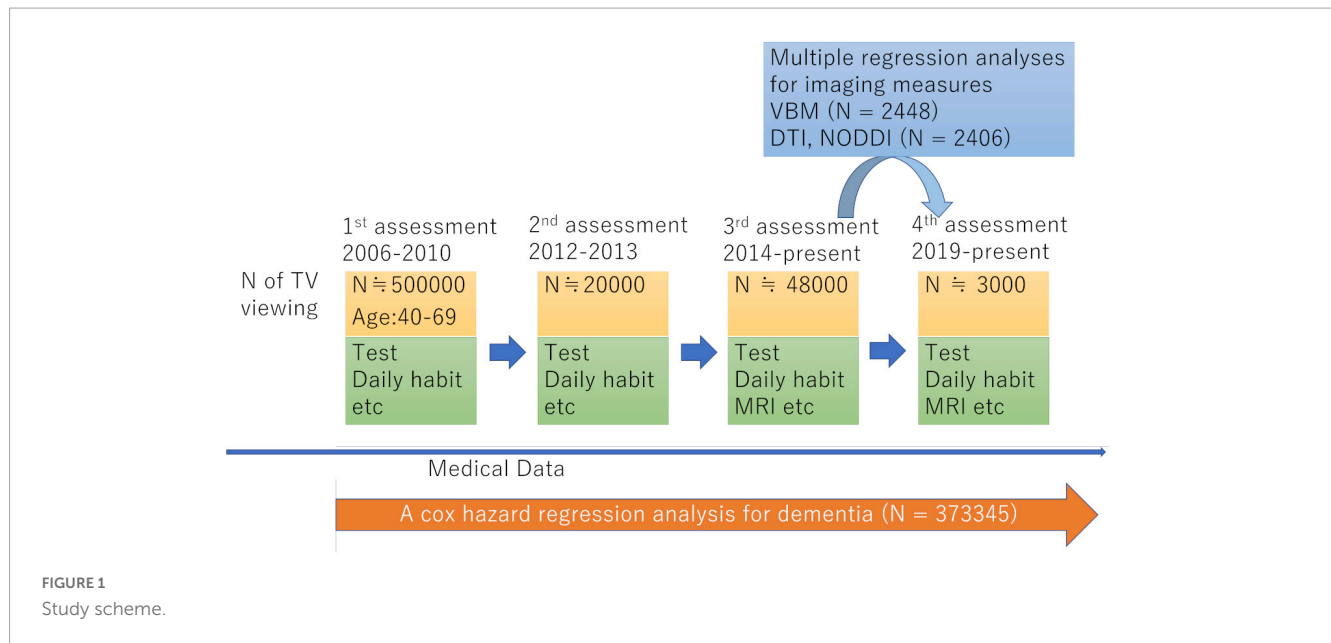 Multiple regression analyses
for imaging measures
VBM (N = 2448)
DTI, NODDI (N = 2406)
1st assessment
2006-2010
2nd assessment
2012-2013
3rd assessment
2014-present
4th assessment
2019-present
N of TV
viewing
N≒500000
Age:40-69
N≒20000
N ≒ 48000
N ≒ 3000
Test
Daily habit
etc
Test
Daily habit
etc
Test
Daily habit
MRI etc
Test
Daily habit
MRI etc
Medical Data
A cox hazard regression analysis for dementia (N = 373345)
FIGURE 1
Study scheme.